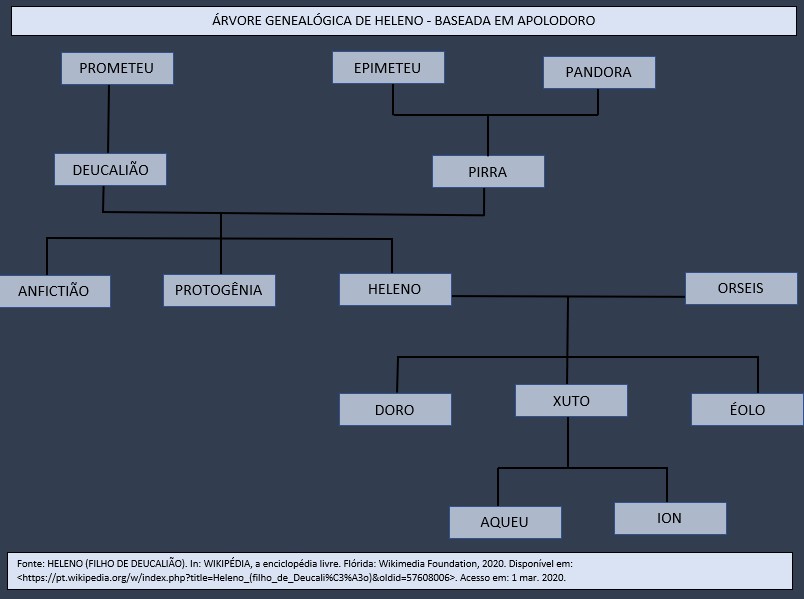 ÁRVORE GENEALÓGICA DE HELENO - BASEADA EM APOLODORO
PROMETEU
EPIMETEU
PANDORA
DEUCALIÃO
PIRRA
ANFICTIÃO
PROTOGÊNIA
HELENO
ORSEIS
DORO
XUTO
ÉOLO
AQUEU
ION
Fonte: HELENO (FILHO DE DEUCALIÃO). In: WIKIPÉDIA, a enciclopédia livre. Flórida: Wikimedia Foundation, 2020. Disponível em:
<https://pt.wikipedia.org/w/index.php?title=Heleno_(filho_de_Deucali%C3%A3o)&oldid=57608006>. Acesso em: 1 mar. 2020.